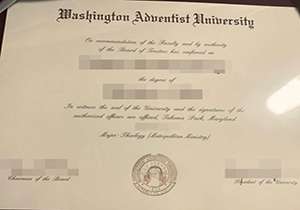 Washington Adventist University
On recommendation of the Faculty and by authority
of the Board of Trustees has conferred on
the degree of
In witness the seal of the University and the signatures of the
authorized officers are affixed, Takoma Park, Maryland
Major: Theology (Metropolitan Ministry)
Chairman of the Board
President of the University